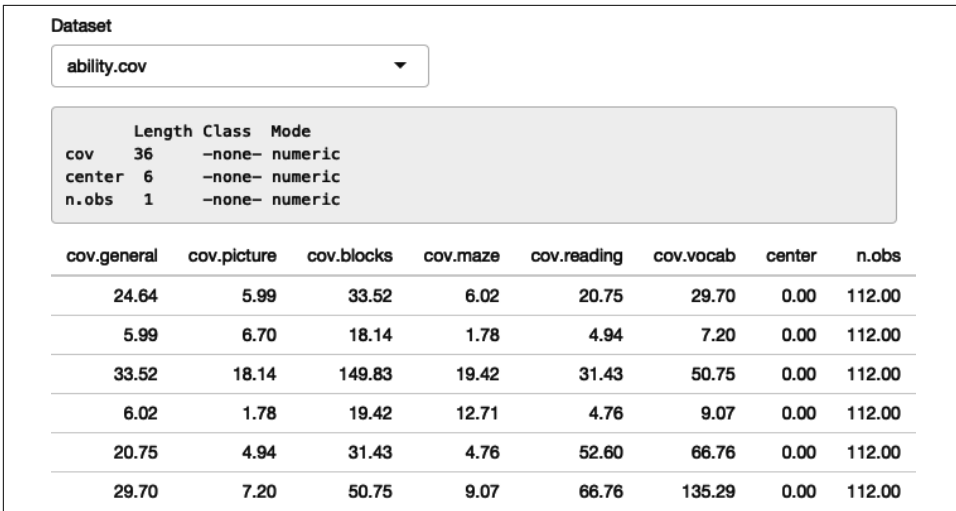 Dataset
ability.cov
Length Class Mode
cov 36 -none- numeric
center 6 -none- numeric
n.obs 1 -none- numeric
cov.general cov.picture cov.blocks cov.maze cov.reading cov.vocab center n.obs
24.64 5.99 33.52 6.02 20.75 29.70 0.00 112.00
5.99 6.70 18.14 1.78 4.94 7.20 0.00 112.00
33.52 18.14 149.83 19.42 31.43 50.75 0.00 112.00
6.02 1.78 19.42 12.71 4.76 9.07 0.00 112.00
20.75 4.94 31.43 4.76 52.60 66.76 0.00 112.00
29.70 7.20 50.75 9.07 66.76 135.29 0.00 112.00